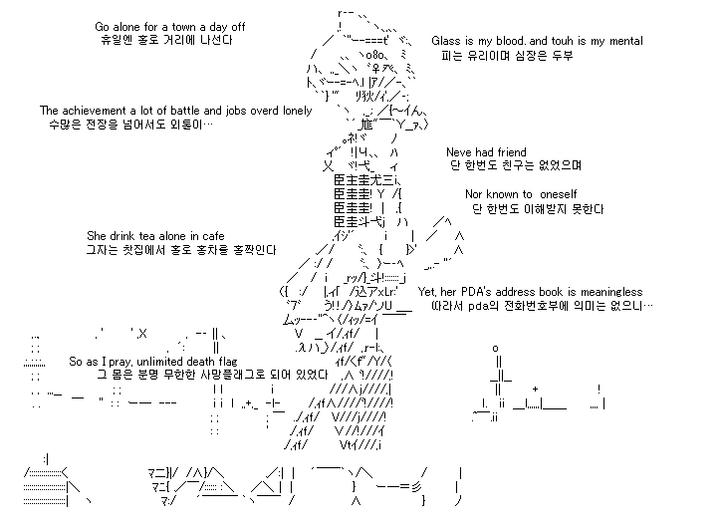 Go alone for a town a day off
휴일엔 홀로 거리에 나선다
Glass is my blood. and touh is my mental
피는 유리이며 심장은 두부
The achievement a lot of battle and jobs overd lonely
수많은 전장을 넘어서도 외톨이…
Neve had friend
단 한번도 친구는 없었으며
Nor known to oneself
단 한번도 이해받지 못한다
She drink tea alone in cafe
그자는 찻집에서 홀로 홍차를 홀짝인다
Yet, her PDA's address book is meaningless
따라서 pda의 전화번호부에 의미는 없으니…
So as I pray, unlimited death flag
그 몸은 분명 무한한 사망플래그로 되어 있었다